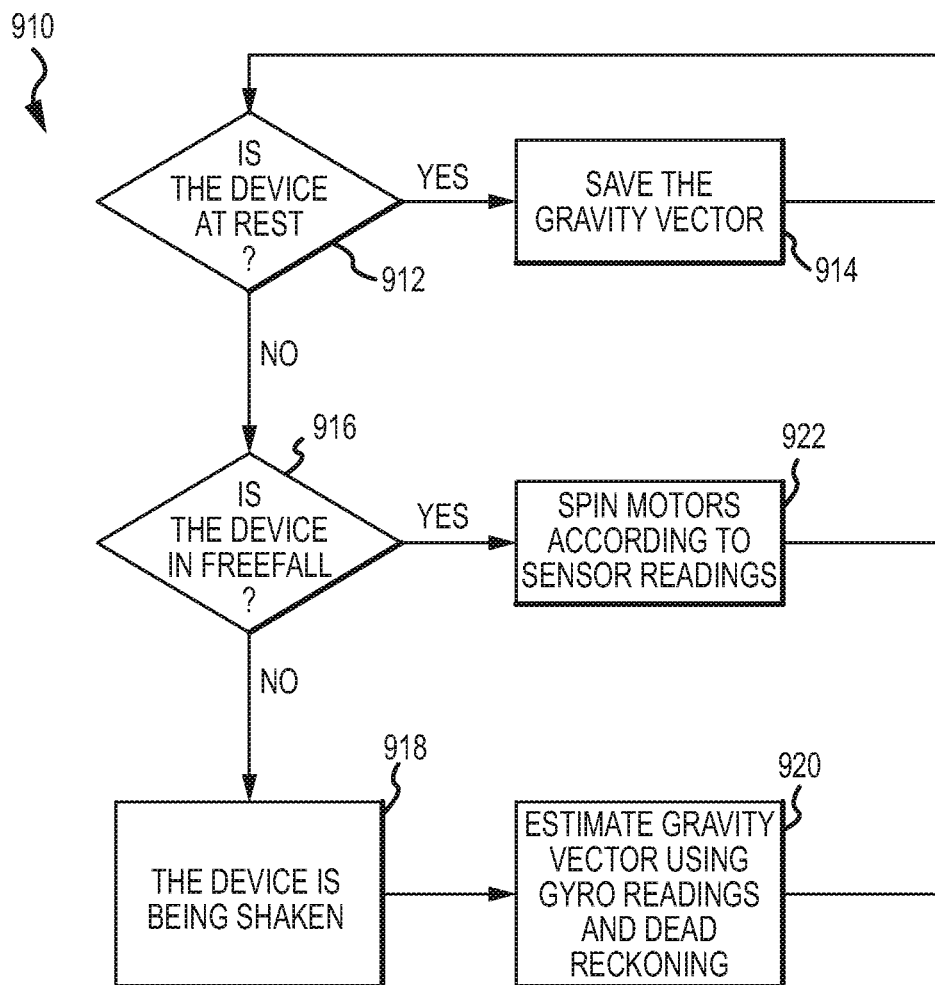 910
IS
THE DEVICE
AT REST
?
912
YES
SAVE THE
GRAVITY VECTOR
914
NO
916
IS
THE DEVICE
IN FREEFALL
?
YES
922
SPIN MOTORS
ACCORDING TO
SENSOR READINGS
NO
918
THE DEVICE IS
BEING SHAKEN
920
ESTIMATE GRAVITY
VECTOR USING
GYRO READINGS
AND DEAD
RECKONING